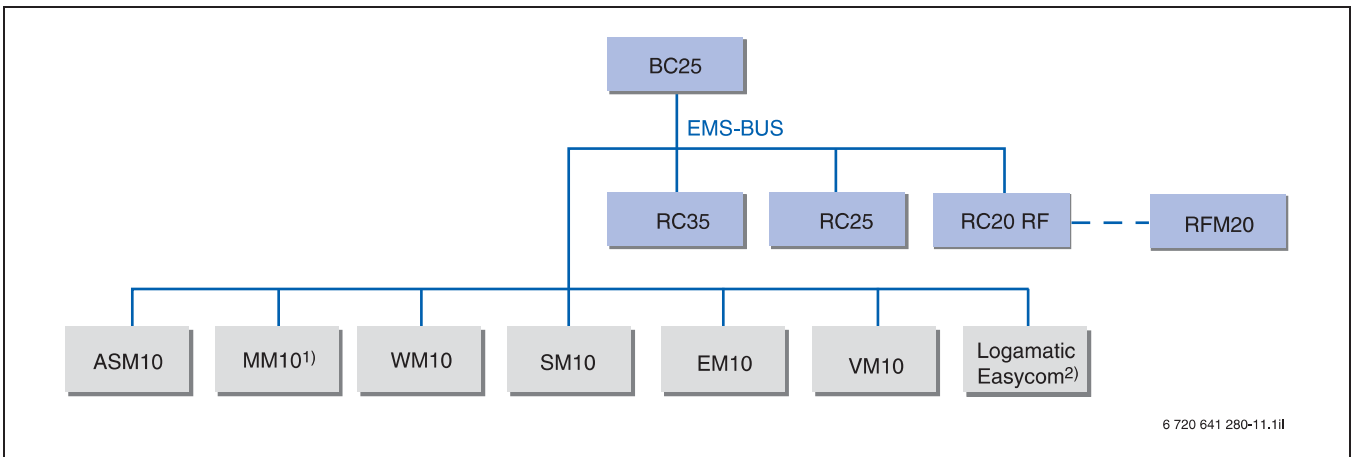 BC25
EMS-BUS
RC35
RC25
RC20 RF
RFM20
ASM10
MM10¹⁾
WM10
SM10
EM10
VM10
Logamatic
Easycom²⁾
6 720 641 280-11.1il